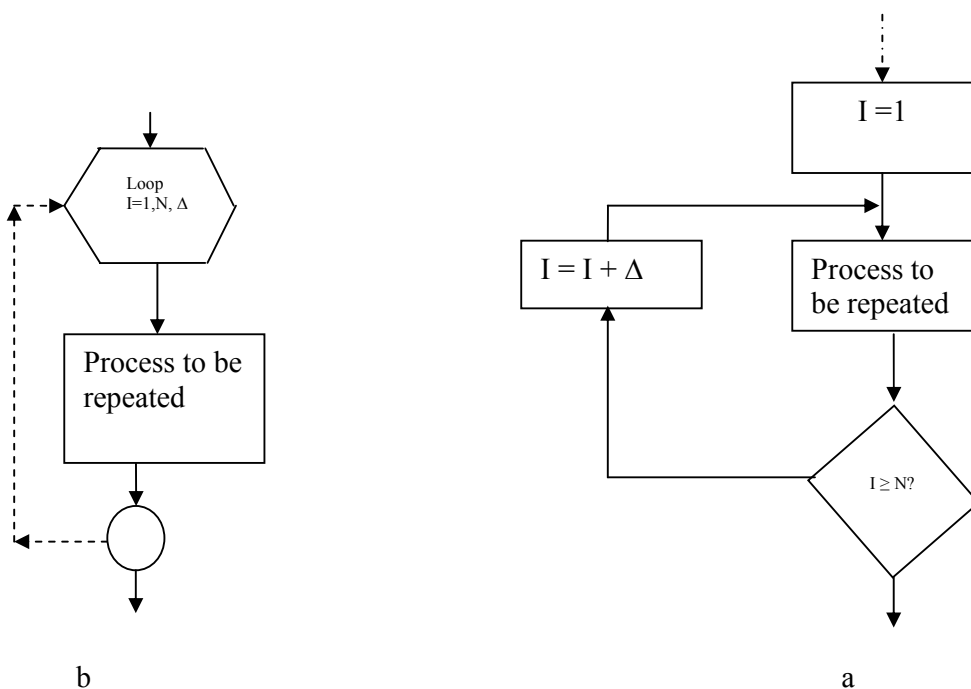 Loop
I=1,N, Δ
Process to be
repeated
b
I =1
I = I + Δ
Process to
be repeated
I ≥ N?
a